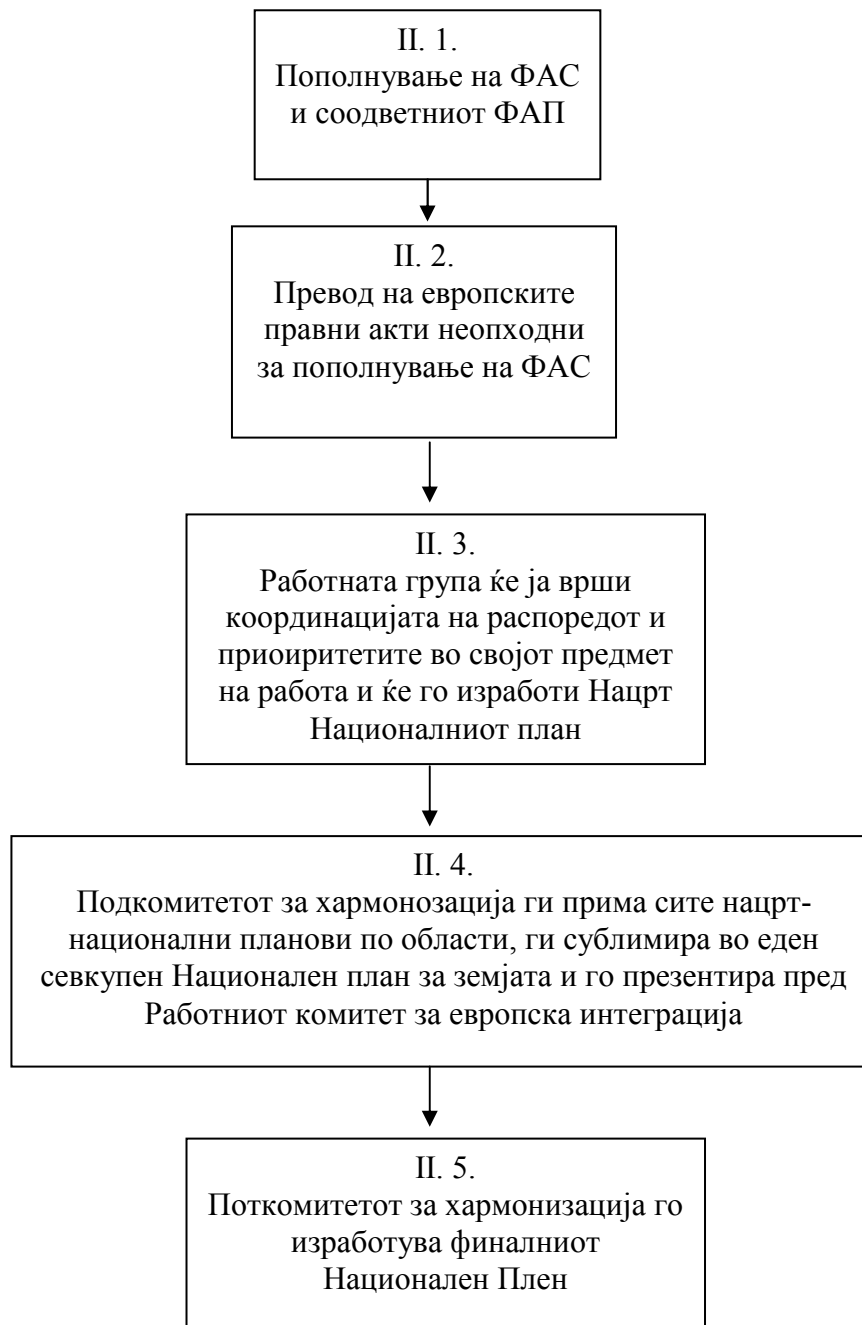 II. 1.
Пополнување на ФАС
и соодветниот ФАП
II. 2.
Превод на европските
правни акти неопходни
за пополнување на ФАС
II. 3.
Работната група ќе ја врши
координацијата на распоредот и
приоиритетите во својот предмет
на работа и ќе го изработи Нацрт
Националниот план
II. 4.
Подкомитетот за хармонозација ги прима сите нацрт-
национални планови по области, ги сублимира во еден
севкупен Национален план за земјата и го презентира пред
Работниот комитет за европска интеграција
II. 5.
Поткомитетот за хармонизација го
изработува финалниот
Национален Плен